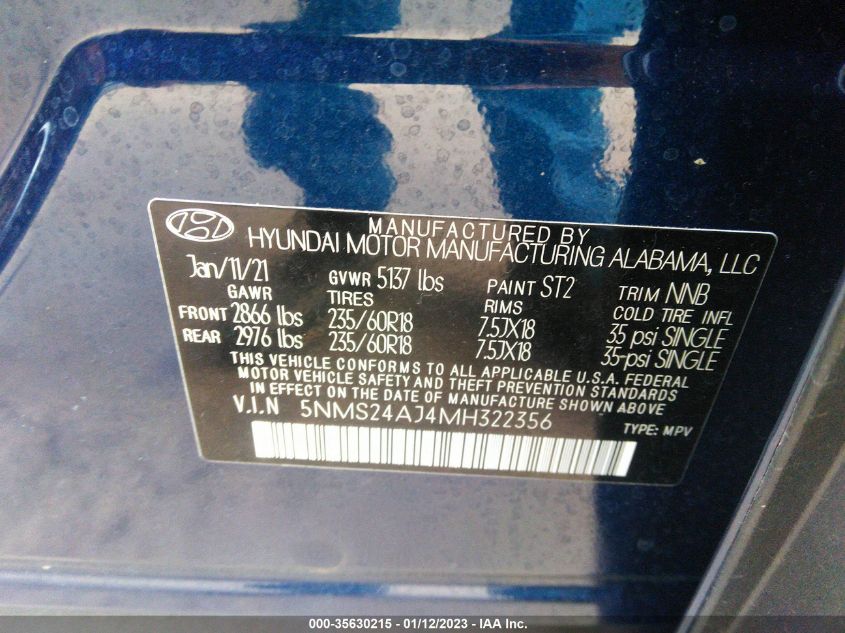 MANUFACTURED BY
HYUNDAI MOTOR MANUFACTURING ALABAMA, LLC
Jan/11/21 GVWR 5137 lbs PAINT ST2 TRIM NNB
GAWR TIRES RIMS COLD TIRE INFL
FRONT 2866 lbs 235/60R18 7.5JX18 35 psi SINGLE
REAR 2976 lbs 235/60R18 7.5JX18 35 psi SINGLE
THIS VEHICLE CONFORMS TO ALL APPLICABLE U.S.A. FEDERAL
MOTOR VEHICLE SAFETY AND THEFT PREVENTION STANDARDS
IN EFFECT ON THE DATE OF MANUFACTURE SHOWN ABOVE.
V.I.N 5NMS24AJ4MH322356 TYPE: MPV
000-35630215 - 01/12/2023 - IAA Inc.